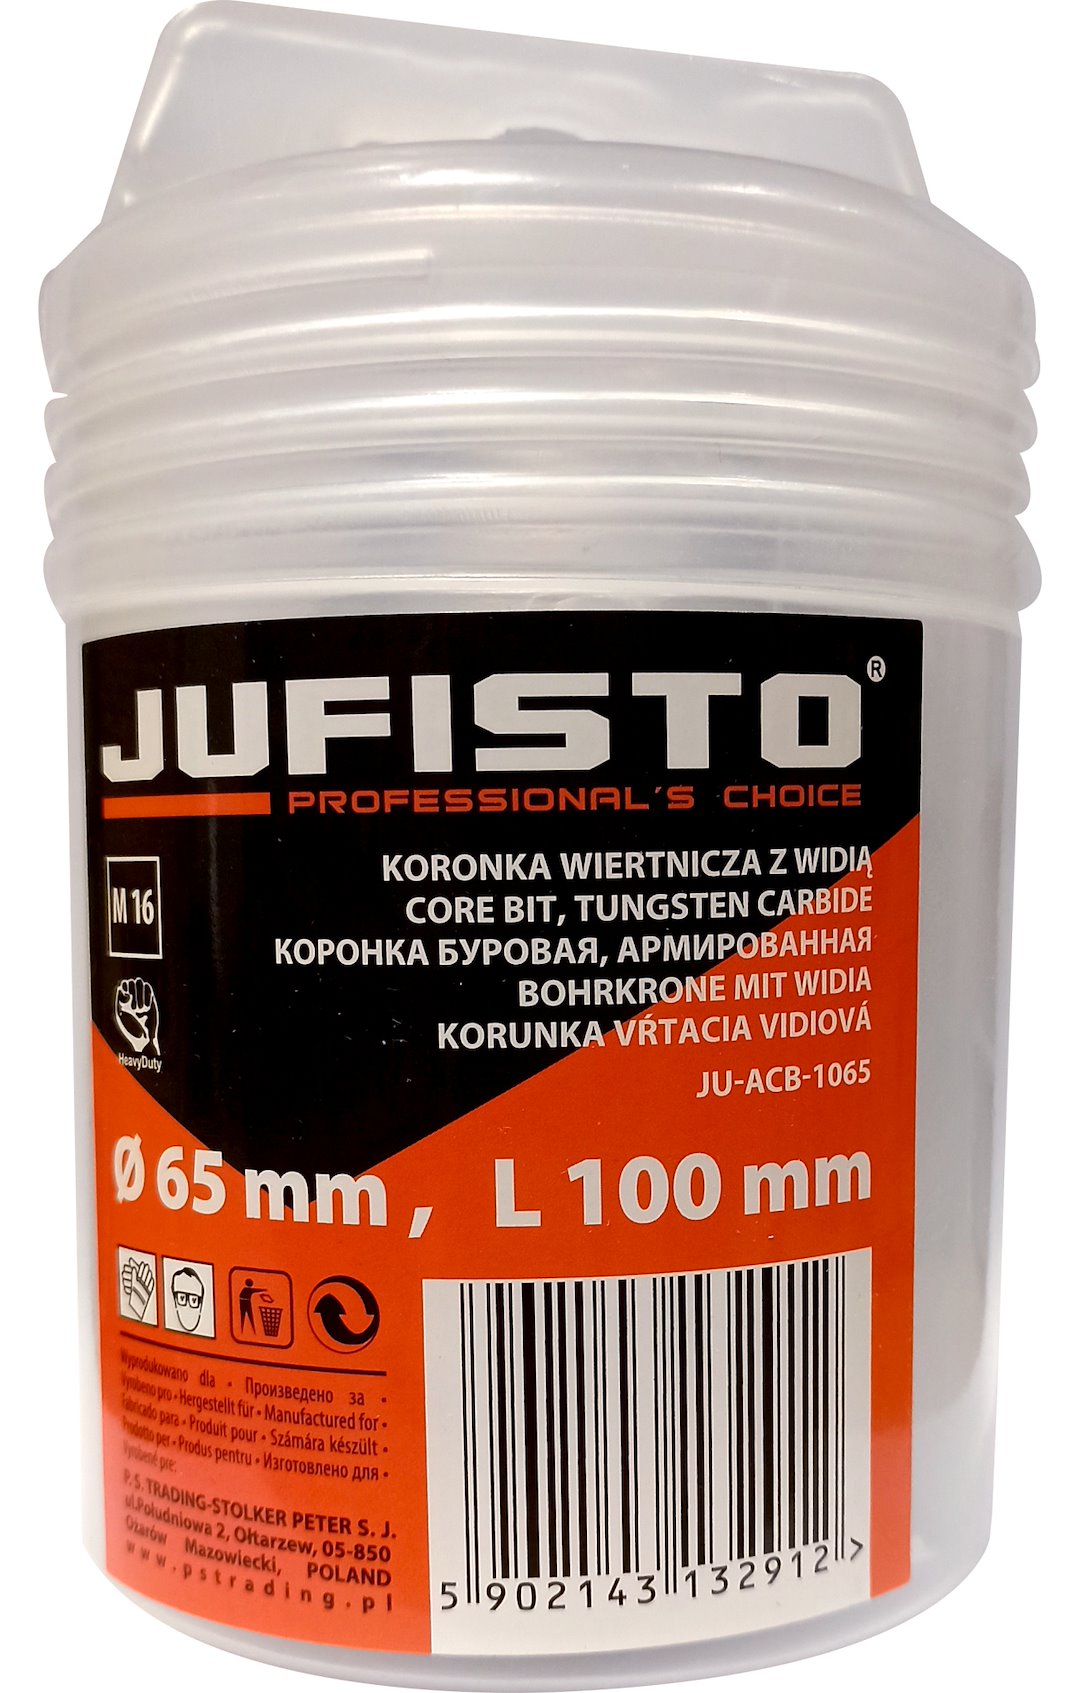 JUFISTO®
PROFESSIONAL´S CHOICE
KORONKA WIERTNICZA Z WIDIĄ
CORE BIT, TUNGSTEN CARBIDE
КОРОНКА БУРОВАЯ, АРМИРОВАННАЯ
BOHRKRONE MIT WIDIA
KORUNKA VŔTACIA VIDIOVÁ
JU-ACB-1065
M 16
HeavyDuty
Ø 65 mm , L 100 mm
Wyprodukowano dla • Произведено за •
Vyrobeno pro • Hergestellt für • Manufactured for •
Fabricado para • Produit pour • Számára készült •
Prodotto per • Produs pentru • Изготовлено для •
Vyrobené pre:
P. S. TRADING-STOLKER PETER S. J.
ul.Południowa 2, Ołtarzew, 05-850
Ożarów Mazowiecki, POLAND
www.pstrading.pl
5 902143 132912 >